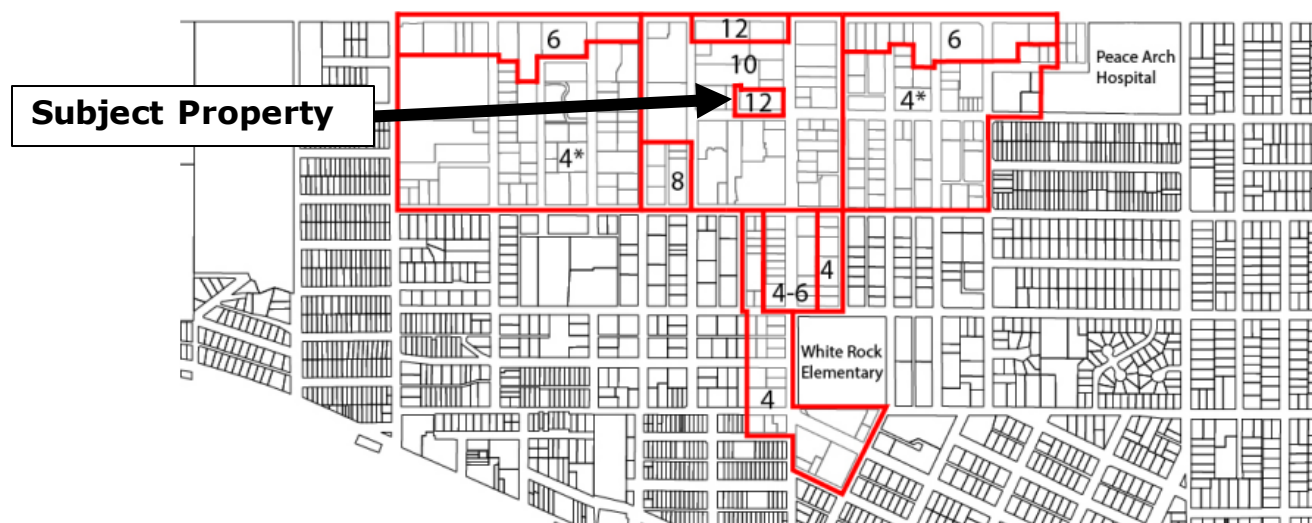 12
6
6
Peace Arch
Hospital
10
Subject Property
12
4*
4*
8
4
4-6
White Rock
Elementary
4